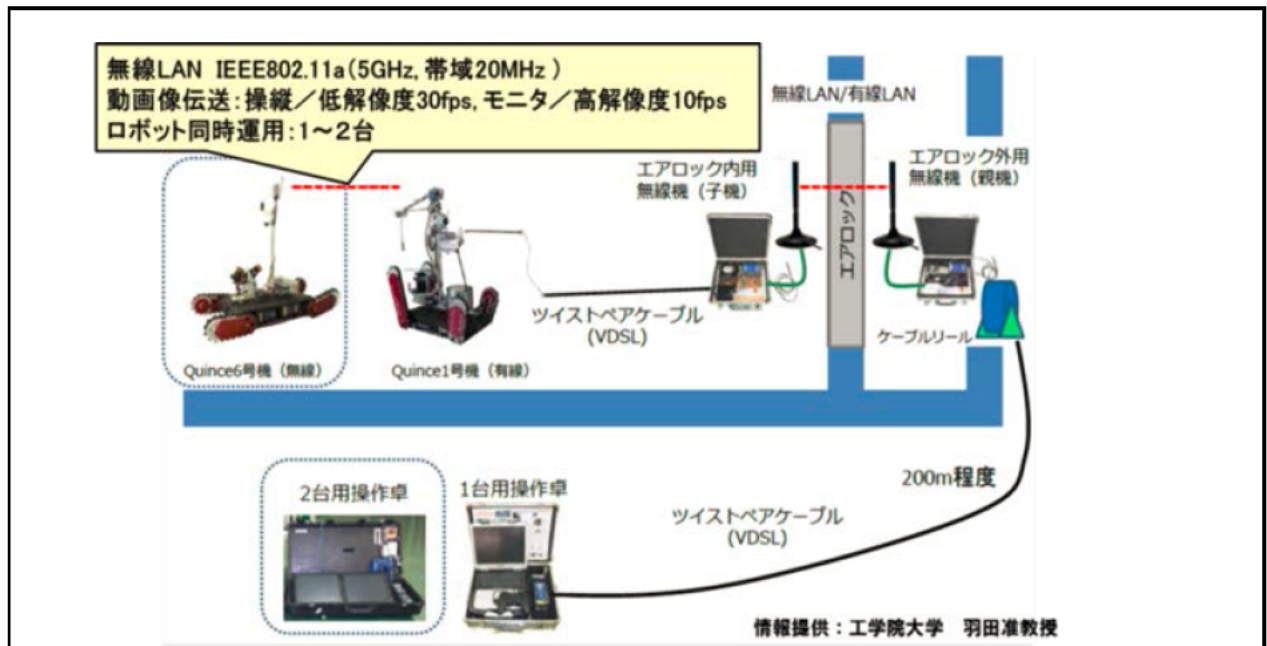 無線LAN IEEE802.11a(5GHz, 帯域20MHz )
動画像伝送:操縦/低解像度30fps, モニタ/高解像度10fps
ロボット同時運用:1~2台
無線LAN/有線LAN
エアロック内用
無線機(子機)
エアロック外用
無線機(親機)
エアロック
ツイストペアケーブル
(VDSL)
ケーブルリール
Quince6号機(無線)
Quince1号機(有線)
2台用操作卓
1台用操作卓
200m程度
ツイストペアケーブル
(VDSL)
情報提供:工学院大学 羽田准教授